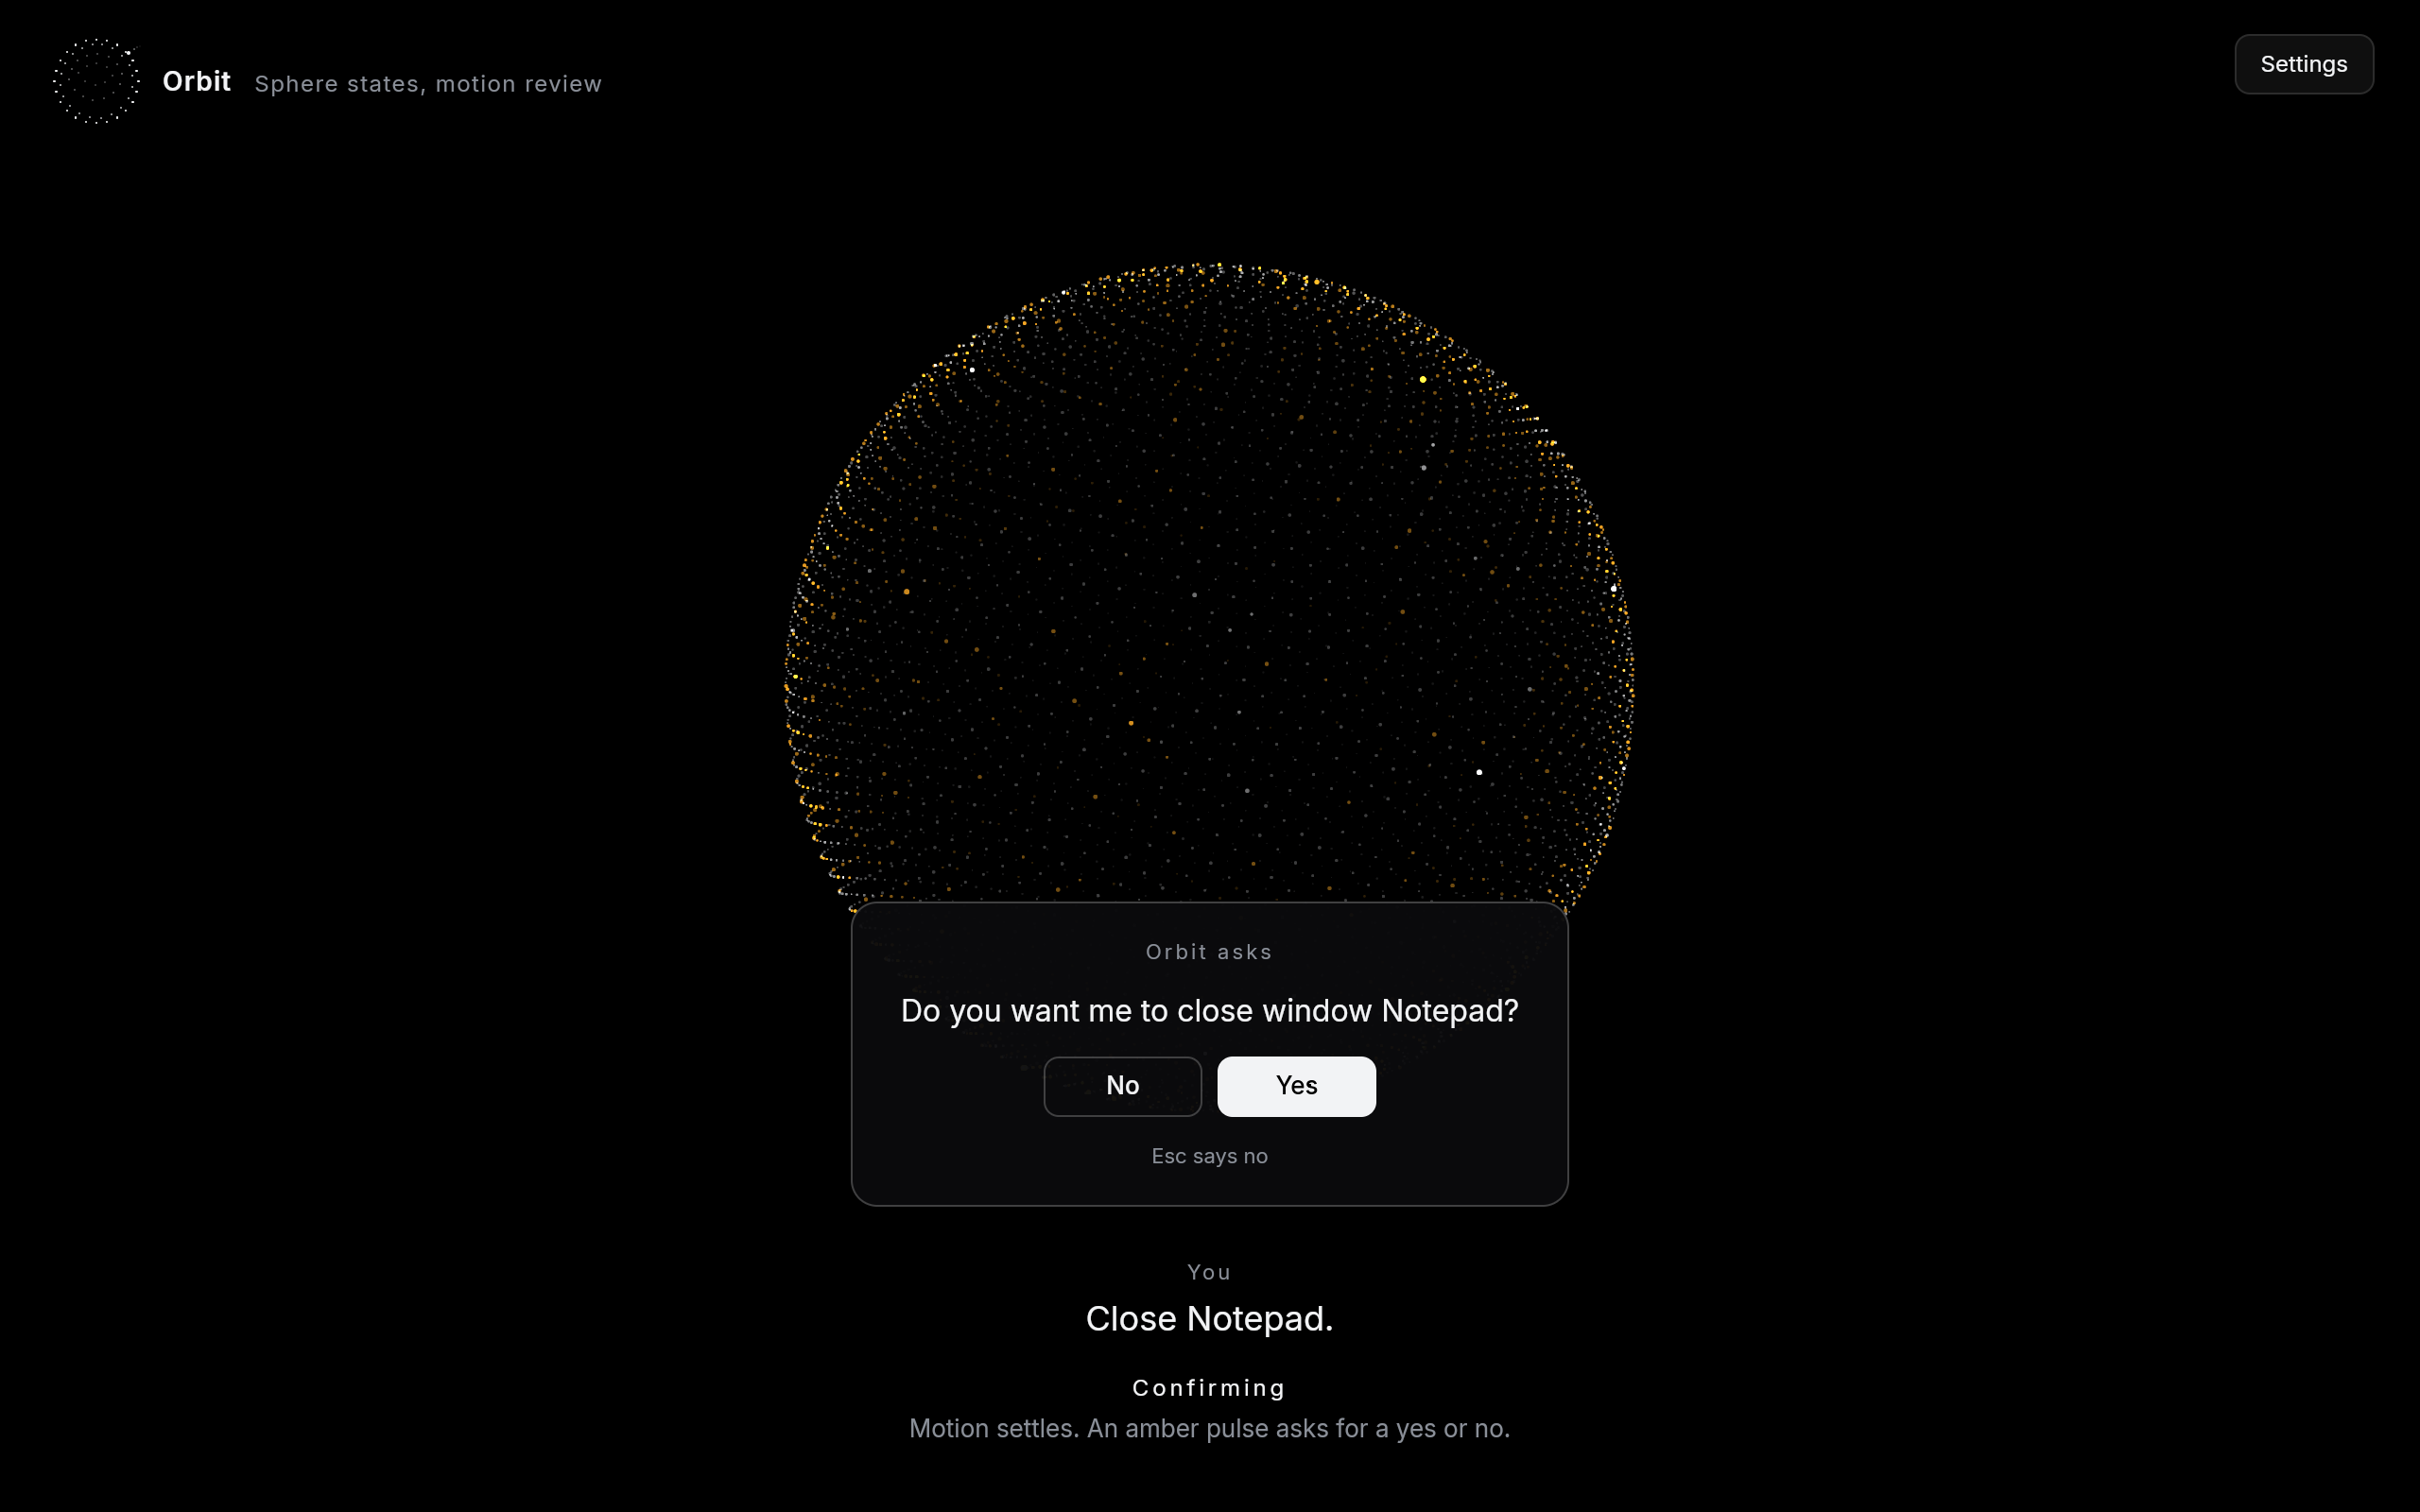 Orbit Sphere states, motion review
Settings
Orbit asks
Do you want me to close window Notepad?
No Yes
Esc says no
You
Close Notepad.
Confirming
Motion settles. An amber pulse asks for a yes or no.